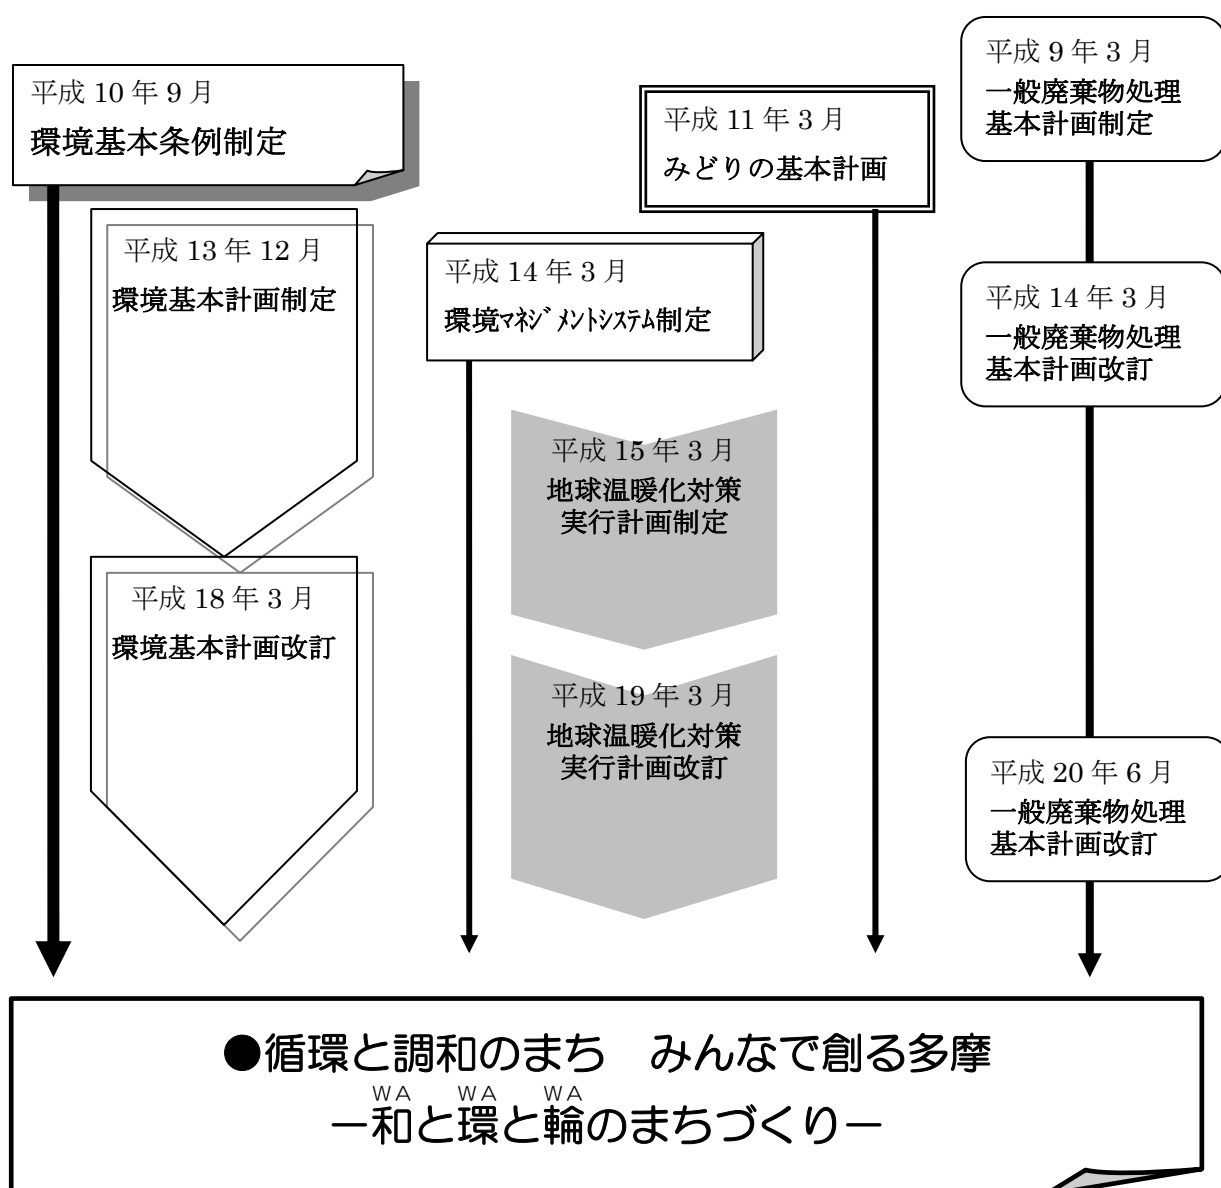 平成 10 年 9 月
環境基本条例制定
平成 13 年 12 月
環境基本計画制定
平成 18 年 3 月
環境基本計画改訂
平成 14 年 3 月
環境ﾏﾈｼﾞﾒﾝﾄｼｽﾃﾑ制定
平成 15 年 3 月
地球温暖化対策
実行計画制定
平成 19 年 3 月
地球温暖化対策
実行計画改訂
平成 11 年 3 月
みどりの基本計画
平成 9 年 3 月
一般廃棄物処理
基本計画制定
平成 14 年 3 月
一般廃棄物処理
基本計画改訂
平成 20 年 6 月
一般廃棄物処理
基本計画改訂
●循環と調和のまち　みんなで創る多摩
WA WA WA
－和と環と輪のまちづくり－